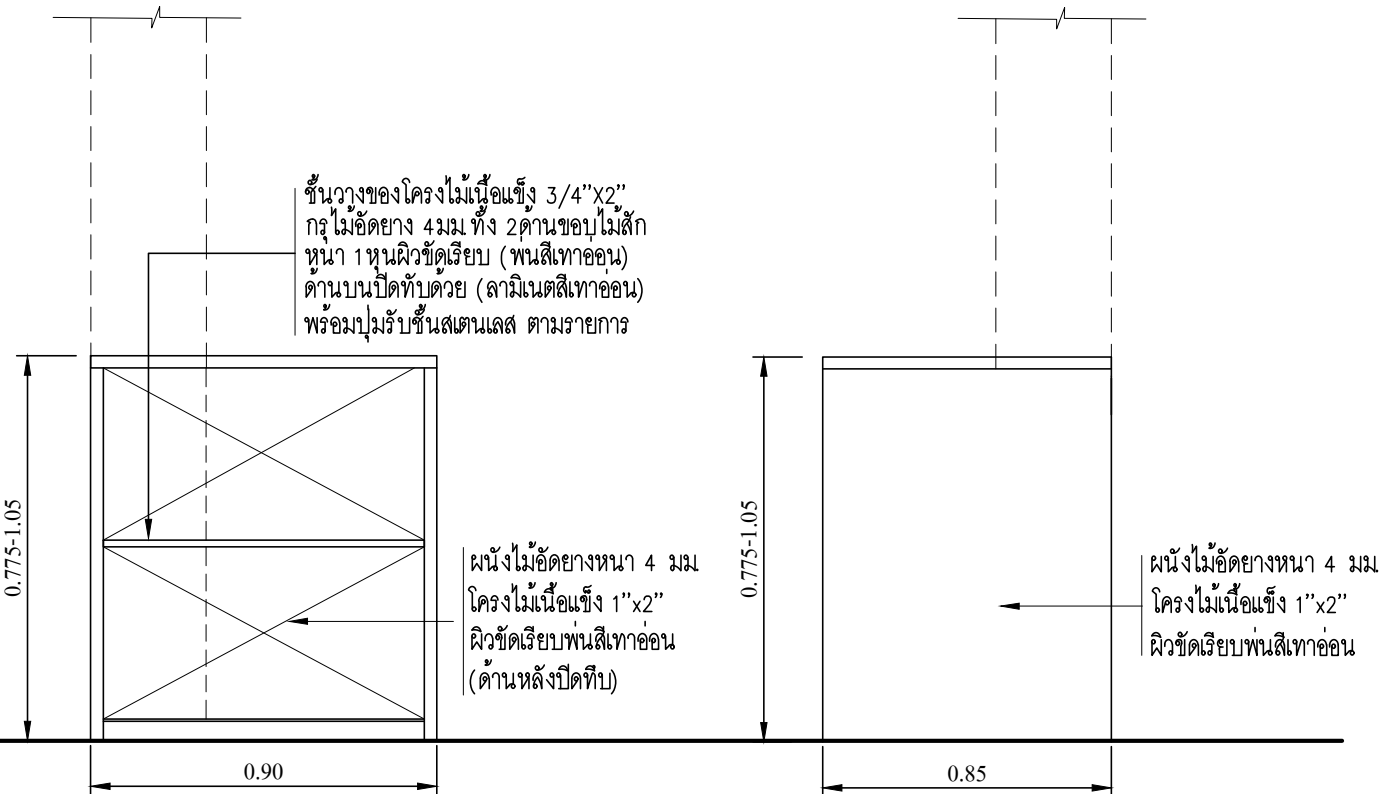 ชั้นวางของโครงไม้เนื้อแข็ง 3/4"X2"
กรุไม้อัดยาง 4มม.ทั้ง 2ด้านขอบไม้สัก
หนา 1หุนผิวขัดเรียบ (พ่นสีเทาอ่อน)
ด้านบนปิดทับด้วย (ลามิเนตสีเทาอ่อน)
พร้อมปุ่มรับชั้นสเตนเลส ตามรายการ
0.775-1.05
ผนังไม้อัดยางหนา 4 มม.
โครงไม้เนื้อแข็ง 1"x2"
ผิวขัดเรียบพ่นสีเทาอ่อน
(ด้านหลังปิดทึบ)
0.90
0.775-1.05
ผนังไม้อัดยางหนา 4 มม.
โครงไม้เนื้อแข็ง 1"x2"
ผิวขัดเรียบพ่นสีเทาอ่อน
0.85